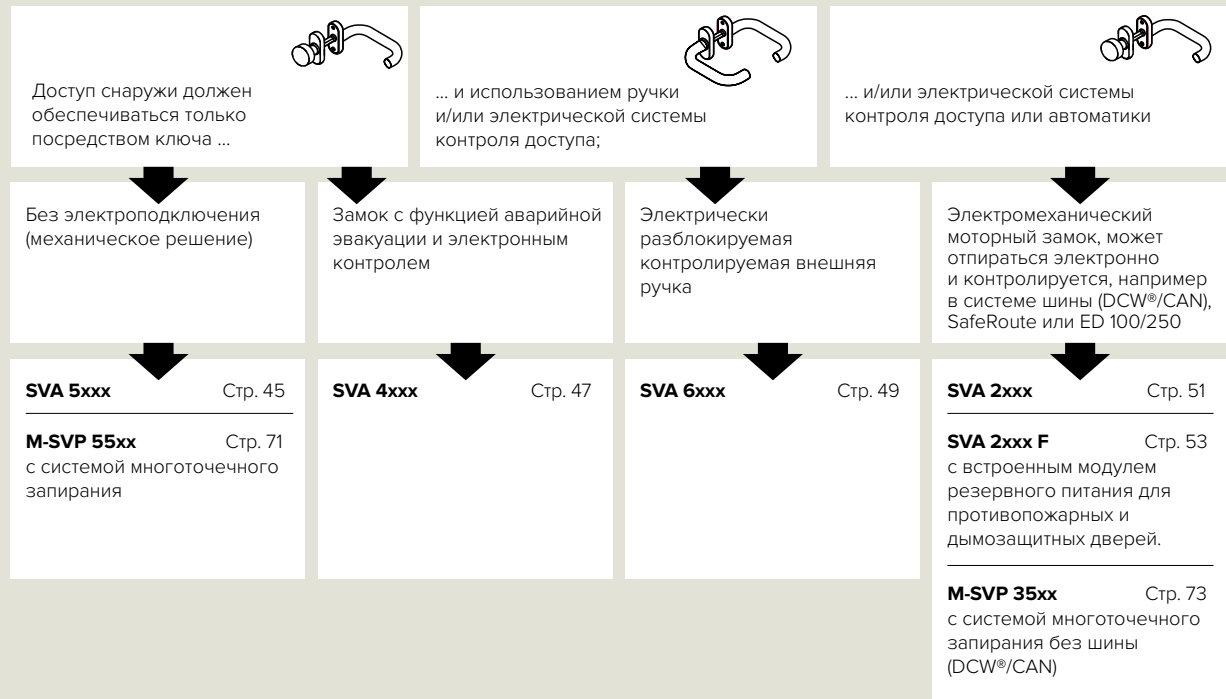 Доступ снаружи должен
обеспечиваться только
посредством ключа ...
... и использованием ручки
и/или электрической системы
контроля доступа;
... и/или электрической системы
контроля доступа или автоматики
Без электроподключения
(механическое решение)
Замок с функцией аварийной
эвакуации и электронным
контролем
Электрически
разблокируемая
контролируемая внешняя
ручка
Электромеханический
моторный замок, может
отпираться электронно
и контролируется, например
в системе шины (DCW®/CAN),
SafeRoute или ED 100/250
SVA 5xxx Стр. 45
M-SVP 55xx Стр. 71
с системой многоточечного
запирания
SVA 4xxx Стр. 47
SVA 6xxx Стр. 49
SVA 2xxx Стр. 51
SVA 2xxx F Стр. 53
с встроенным модулем
резервного питания для
противопожарных и
дымозащитных дверей.
M-SVP 35xx Стр. 73
с системой многоточечного
запирания без шины
(DCW®/CAN)